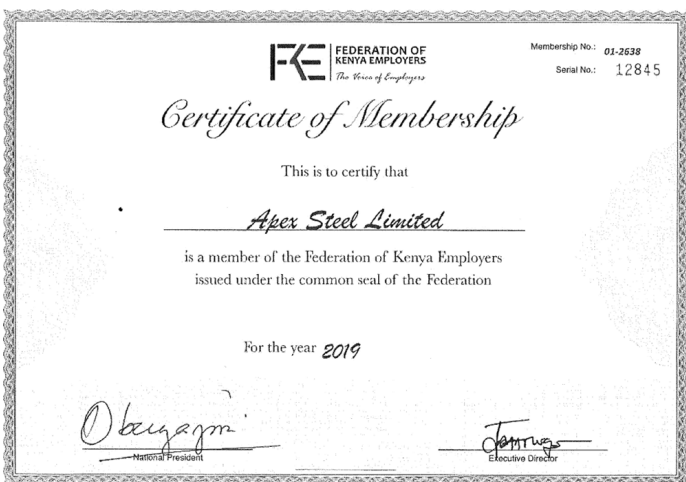 FKE FEDERATION OF
KENYA EMPLOYERS
The Voice of Employers
Membership No.: 01-2638
Serial No.: 12845
Certificate of Membership
This is to certify that
Apex Steel Limited
is a member of the Federation of Kenya Employers
issued under the common seal of the Federation
For the year 2019
National President
Executive Director